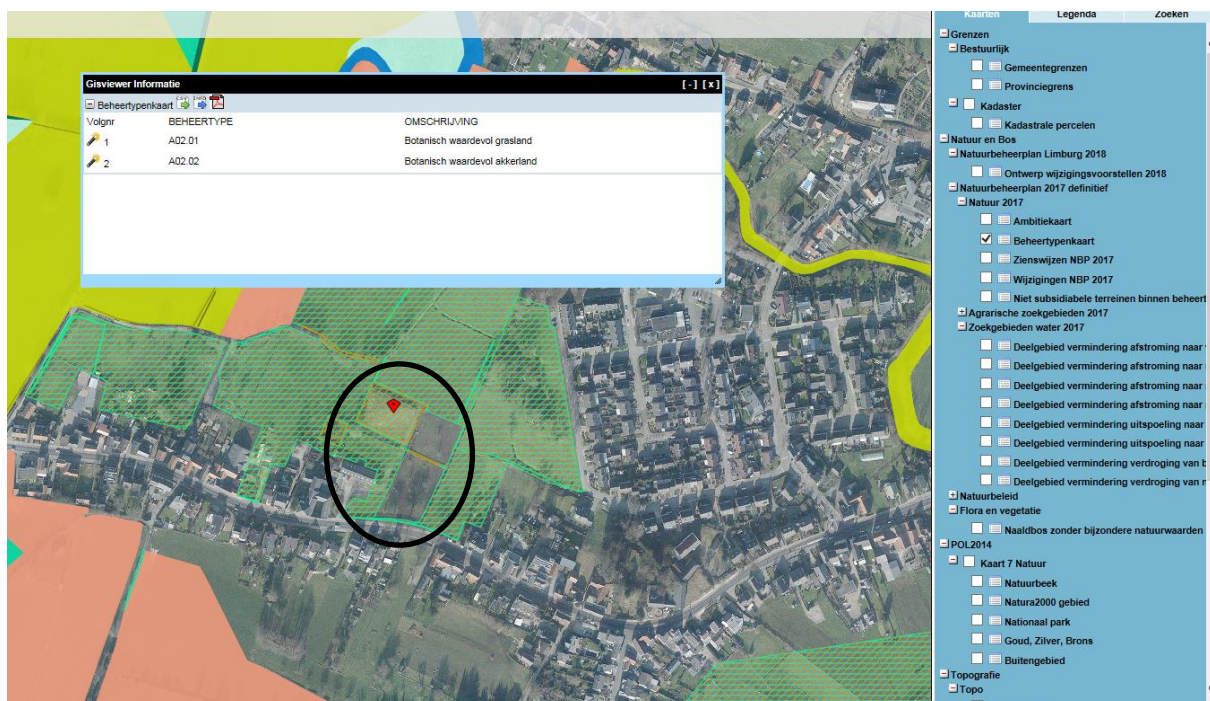 Kaarten Legenda Zoeken
Grenzen
Bestuurlijk
Gemeentegrenzen
Provinciegrens
Kadaster
Kadastrale percelen
Natuur en Bos
Natuurbeheerplan Limburg 2018
Ontwerp wijzigingsvoorstellen 2018
Natuurbeheerplan 2017 definitief
Natuur 2017
Ambitiekaart
Beheertypenkaart
Zienswijzen NBP 2017
Wijzigingen NBP 2017
Niet subsidiabele terreinen binnen beheert
Agrarische zoekgebieden 2017
Zoekgebieden water 2017
Deelgebied vermindering afstroming naar
Deelgebied vermindering afstroming naar
Deelgebied vermindering afstroming naar
Deelgebied vermindering afstroming naar
Deelgebied vermindering uitspoeling naar
Deelgebied vermindering uitspoeling naar
Deelgebied vermindering verdroging van b
Deelgebied vermindering verdroging van n
Natuurbeleid
Flora en vegetatie
Naaldbos zonder bijzondere natuurwaarden
POL2014
Kaart 7 Natuur
Natuurbeek
Natura2000 gebied
Nationaal park
Goud, Zilver, Brons
Buitengebied
Topografie
Topo
Gisviewer Informatie [-] [x]
Beheertypenkaart
Volgnr BEHEERTYPE OMSCHRIJVING
1 A02.01 Botanisch waardevol grasland
2 A02.02 Botanisch waardevol akkerland